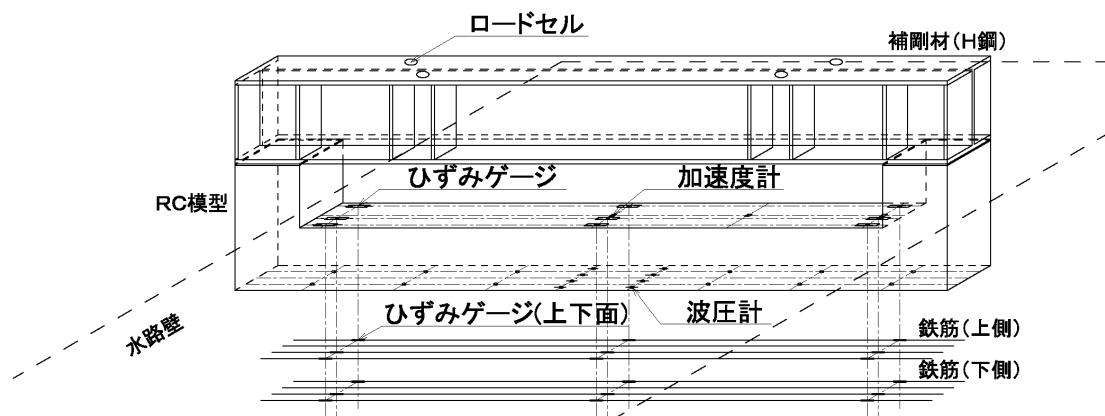 ロードセル
補剛材(H鋼)
ひずみゲージ
加速度計
RC模型
ひずみゲージ(上下面)
波圧計
水路壁
鉄筋(上側)
鉄筋(下側)